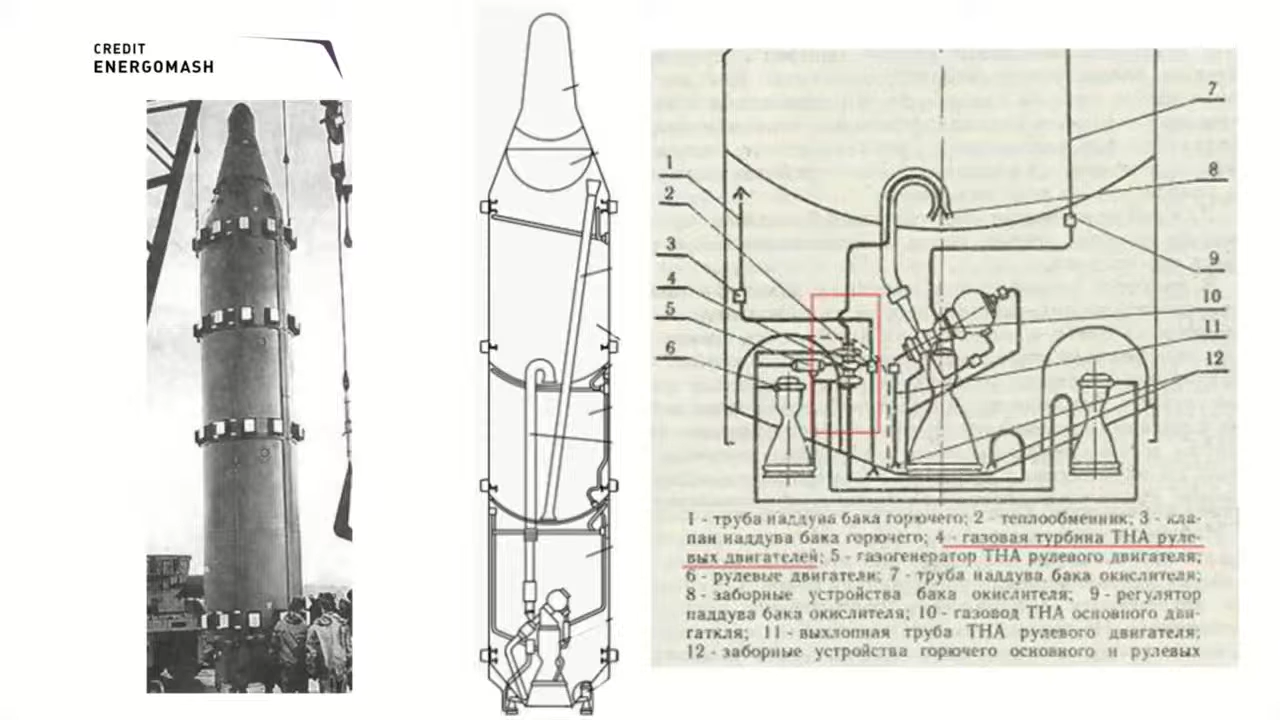 CREDIT
ENERGOMASH
1
2
3
4
5
6
7
8
9
10
11
12
1 - труба наддува бака горючего; 2 - теплообменник; 3 - кла-
пан наддува бака горючего; 4 - газовая турбина ТНА руле-
вых двигателей; 5 - газогенератор ТНА рулевого двигателя;
6 - рулевые двигатели; 7 - труба наддува бака окислителя;
8 - заборные устройства бака окислителя; 9 - регулятор
наддува бака окислителя; 10 - газовод ТНА основного дви-
гаткля; 11 - выхлопная труба ТНА рулевого двигателя;
12 - заборные устройства горючего основного и рулевых